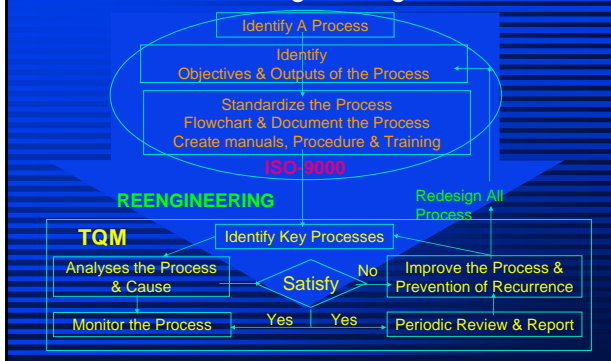 Identify A Process
Identify
Objectives & Outputs of the Process
Standardize the Process
Flowchart & Document the Process
Create manuals, Procedure & Training
ISO-9000
REENGINEERING
Redesign All
Process
TQM
Identify Key Processes
Analyses the Process
& Cause
Satisfy
No
Improve the Process &
Prevention of Recurrence
Monitor the Process
Yes
Yes
Periodic Review & Report